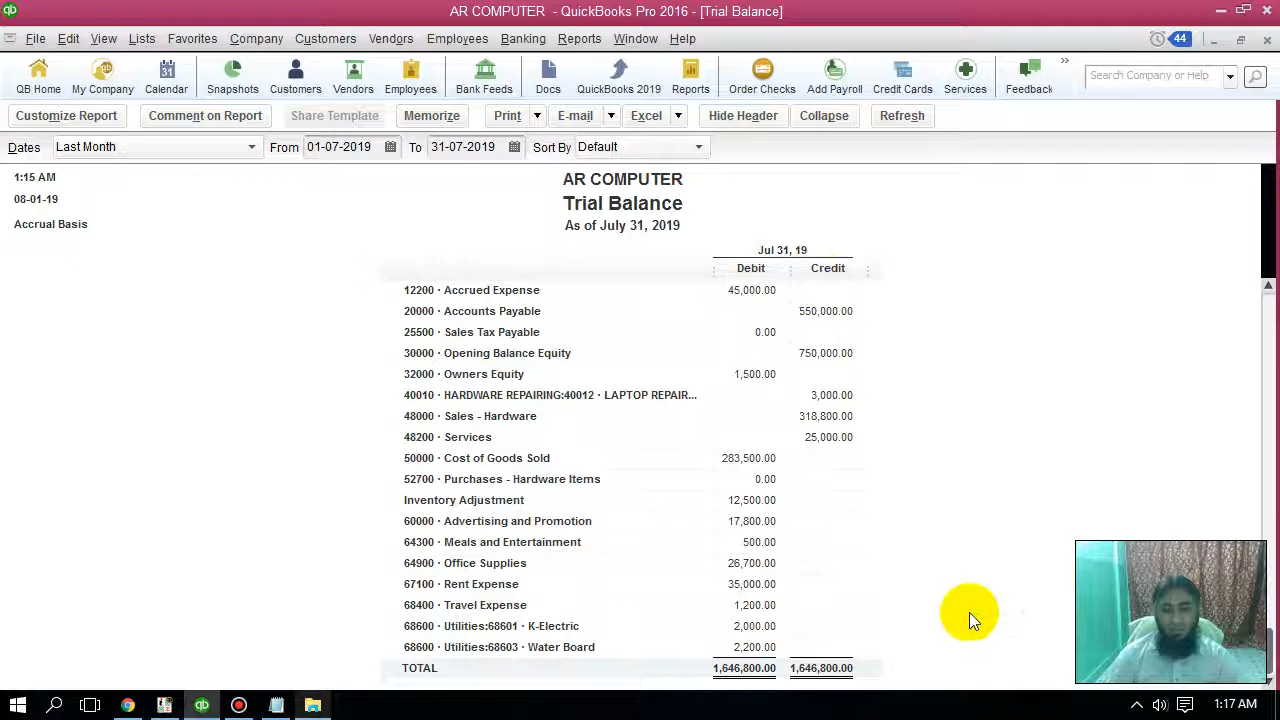 AR COMPUTER - QuickBooks Pro 2016 - [Trial Balance]
File Edit View Lists Favorites Company Customers Vendors Employees Banking Reports Window Help 44
QB Home My Company Calendar Snapshots Customers Vendors Employees Bank Feeds Docs QuickBooks 2019 Reports Order Checks Add Payroll Credit Cards Services Feedback Search Company or Help
31
Customize Report Comment on Report Share Template Memorize Print E-mail Excel Hide Header Collapse Refresh
Dates Last Month From 01-07-2019 To 31-07-2019 Sort By Default
1:15 AM
08-01-19
Accrual Basis
AR COMPUTER
Trial Balance
As of July 31, 2019
Jul 31, 19
Debit Credit
12200 · Accrued Expense 45,000.00
20000 · Accounts Payable 550,000.00
25500 · Sales Tax Payable 0.00
30000 · Opening Balance Equity 750,000.00
32000 · Owners Equity 1,500.00
40010 · HARDWARE REPAIRING:40012 · LAPTOP REPAIR... 3,000.00
48000 · Sales - Hardware 318,800.00
48200 · Services 25,000.00
50000 · Cost of Goods Sold 283,500.00
52700 · Purchases - Hardware Items 0.00
Inventory Adjustment 12,500.00
60000 · Advertising and Promotion 17,800.00
64300 · Meals and Entertainment 500.00
64900 · Office Supplies 26,700.00
67100 · Rent Expense 35,000.00
68400 · Travel Expense 1,200.00
68600 · Utilities:68601 · K-Electric 2,000.00
68600 · Utilities:68603 · Water Board 2,200.00
TOTAL 1,646,800.00 1,646,800.00
1:17 AM